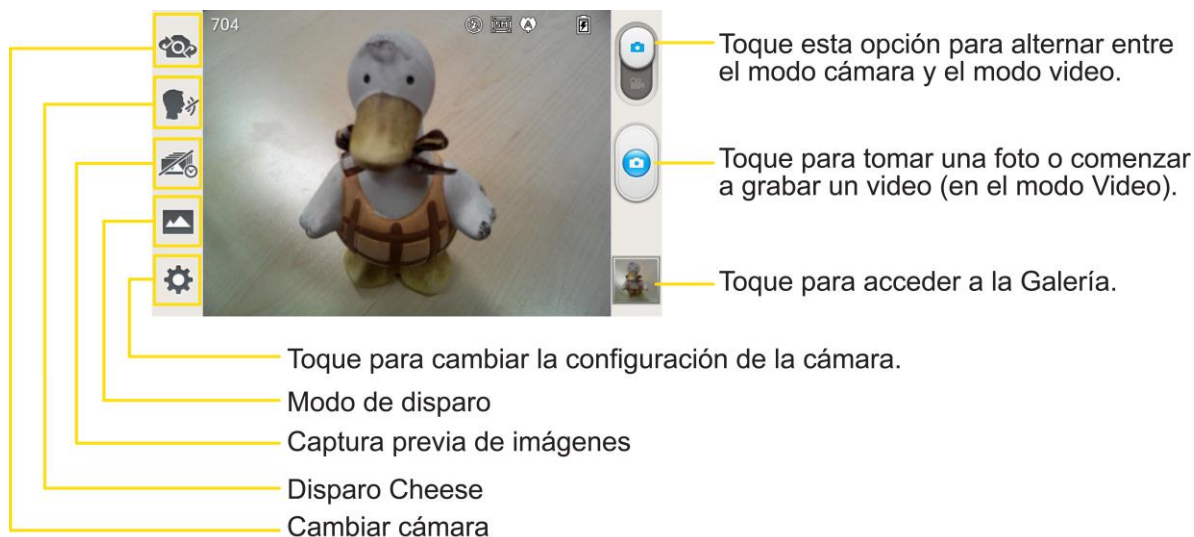 704
5M
Toque esta opción para alternar entre
el modo cámara y el modo video.
Toque para tomar una foto o comenzar
a grabar un video (en el modo Video).
Toque para acceder a la Galería.
Toque para cambiar la configuración de la cámara.
Modo de disparo
Captura previa de imágenes
Disparo Cheese
Cambiar cámara